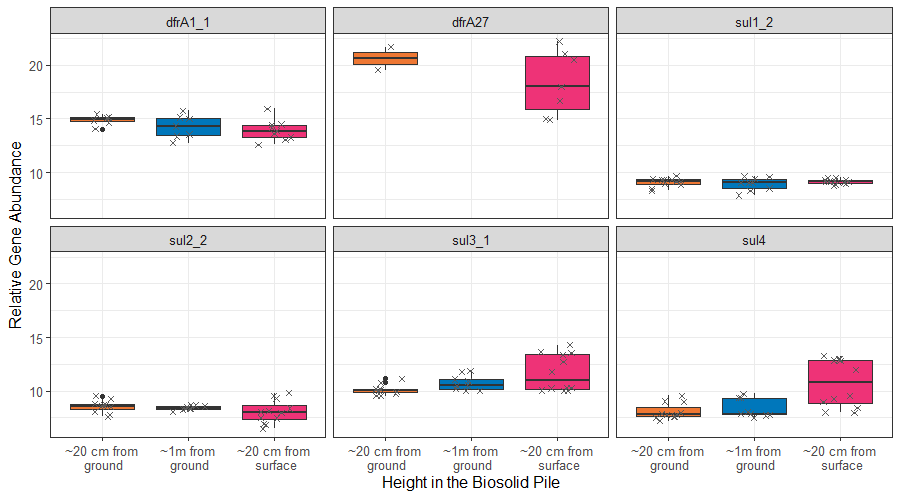 dfrA1_1
dfrA27
sul1_2
20
15
10
sul2_2
sul3_1
sul4
20
15
10
Relative Gene Abundance
~20 cm from
ground
~1m from
ground
~20 cm from
surface
~20 cm from
ground
~1m from
ground
~20 cm from
surface
~20 cm from
ground
~1m from
ground
~20 cm from
surface
Height in the Biosolid Pile